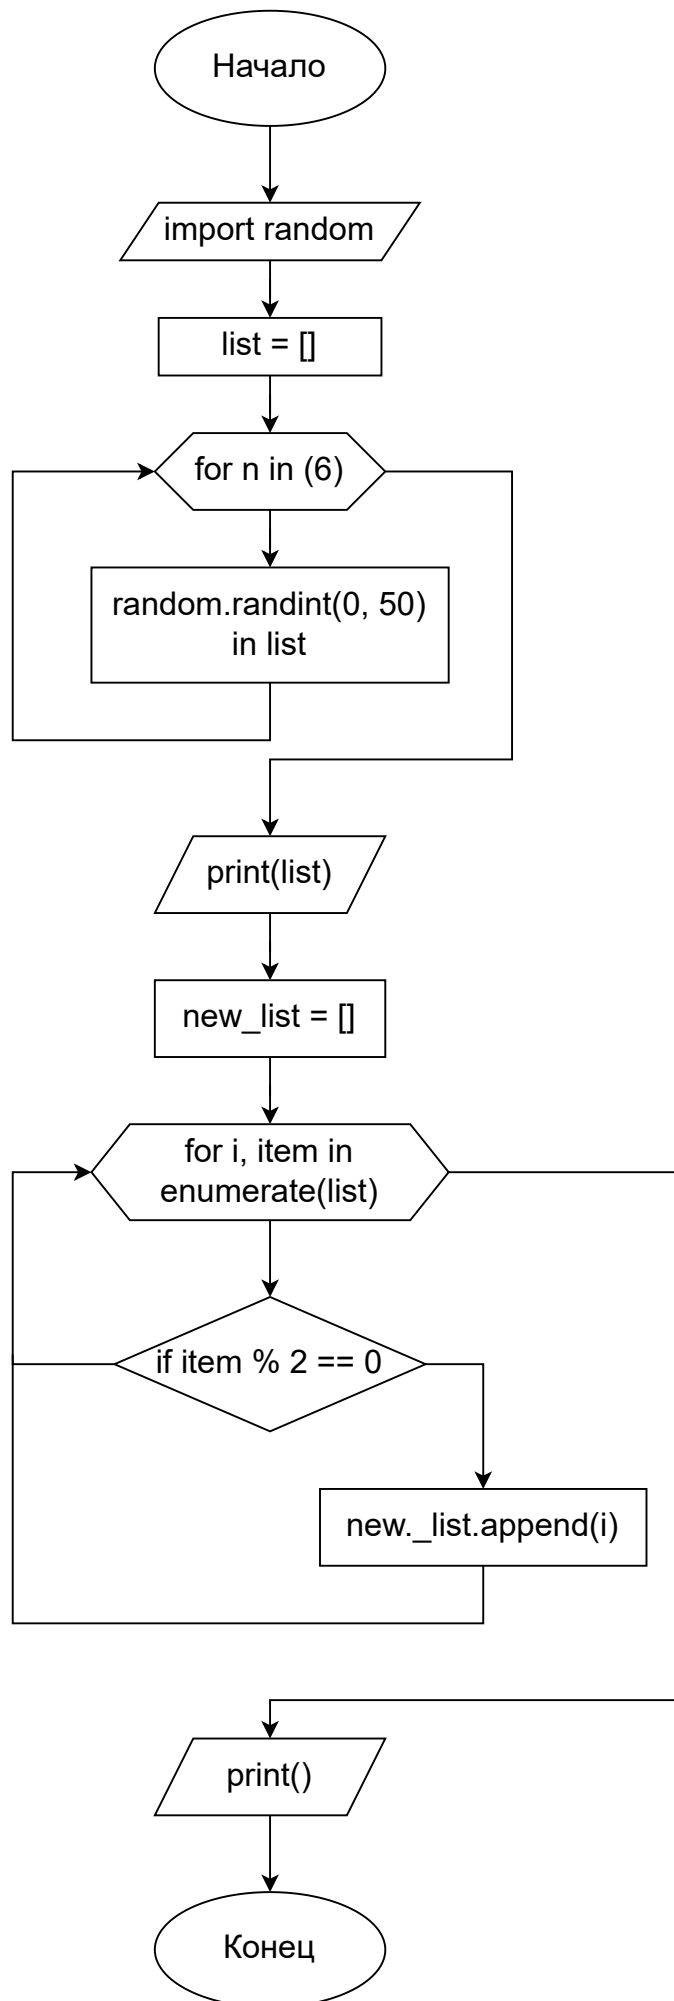 Начало
import random
list = []
for n in (6)
random.randint(0, 50)
in list
print(list)
new_list = []
for i, item in
enumerate(list)
if item % 2 == 0
new._list.append(i)
print()
Конец